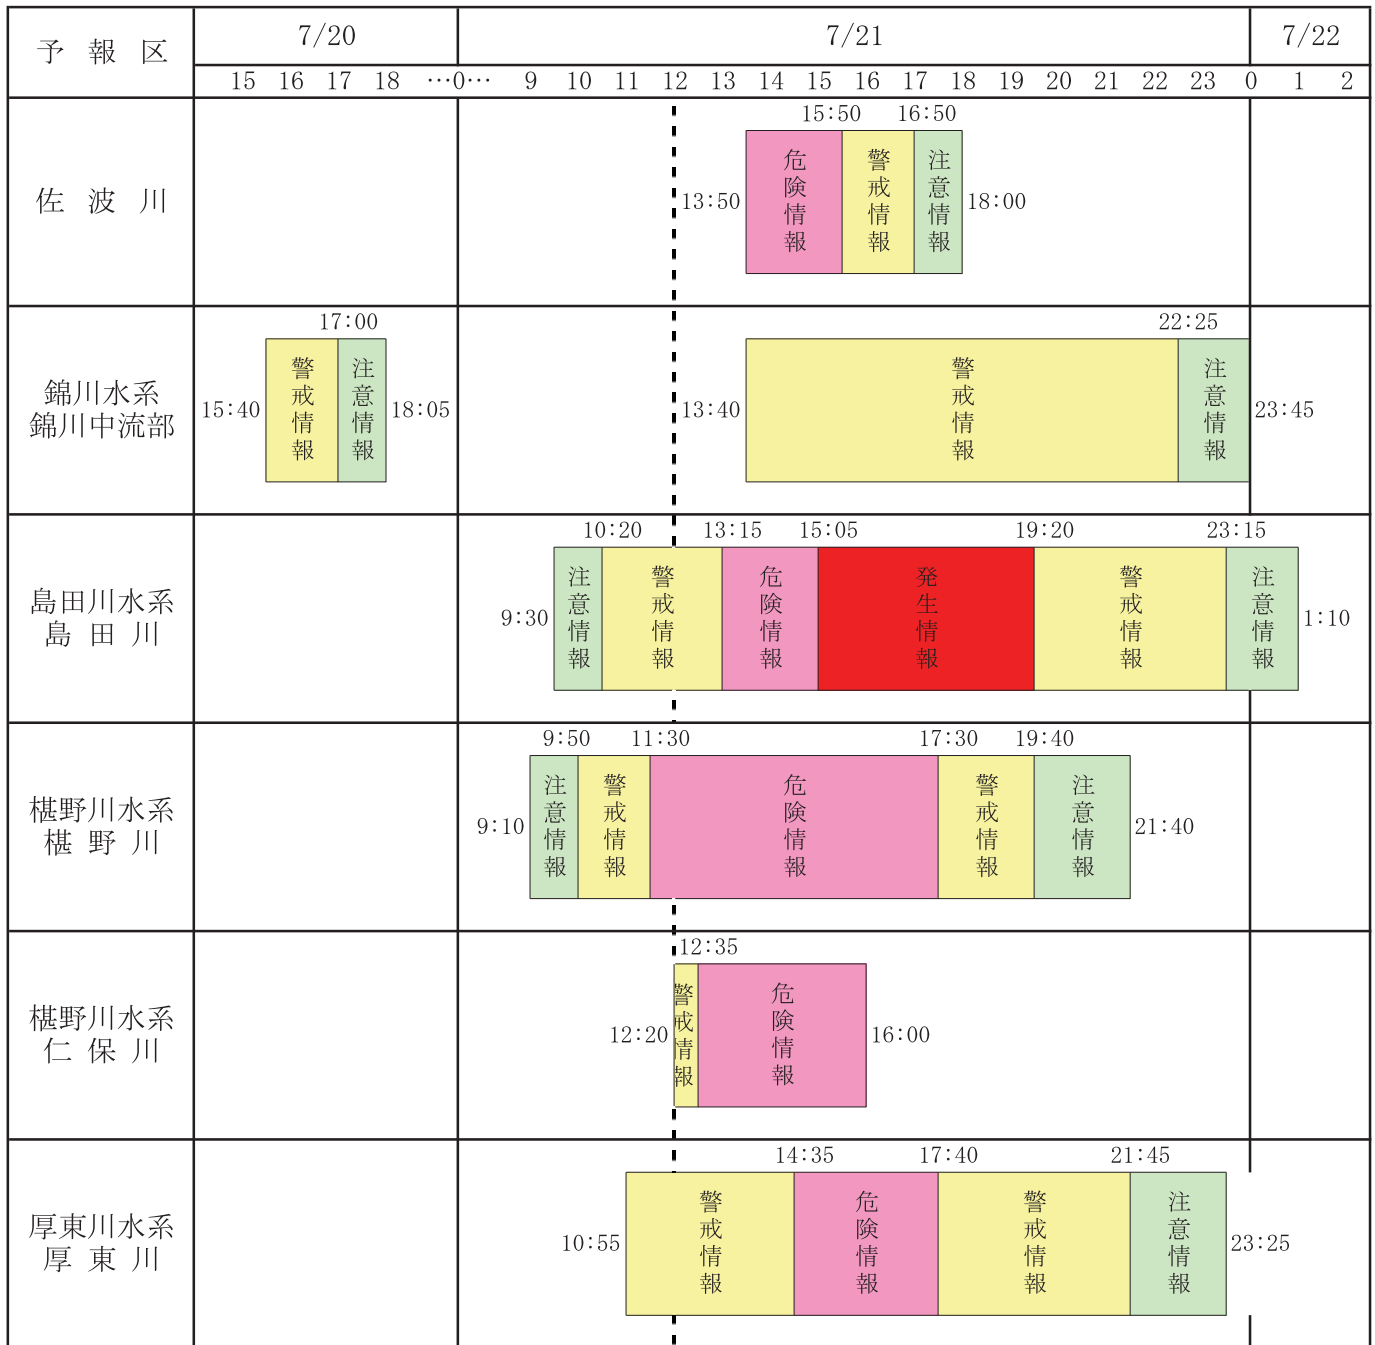 予報区 7/20 7/21 7/22
15 16 17 18 …0… 9 10 11 12 13 14 15 16 17 18 19 20 21 22 23 0 1 2
佐波川
15:50 16:50
13:50 危険情報 警戒情報 注意情報 18:00
錦川水系
錦川中流部
17:00 22:25
15:40 警戒情報 注意情報 18:05 13:40 警戒情報 注意情報 23:45
島田川水系
島田川
10:20 13:15 15:05 19:20 23:15
9:30 注意情報 警戒情報 危険情報 発生情報 警戒情報 注意情報 1:10
椹野川水系
椹野川
9:50 11:30 17:30 19:40
9:10 注意情報 警戒情報 危険情報 警戒情報 注意情報 21:40
椹野川水系
仁保川
12:35
12:20 警戒情報 危険情報 16:00
厚東川水系
厚東川
14:35 17:40 21:45
10:55 警戒情報 危険情報 警戒情報 注意情報 23:25